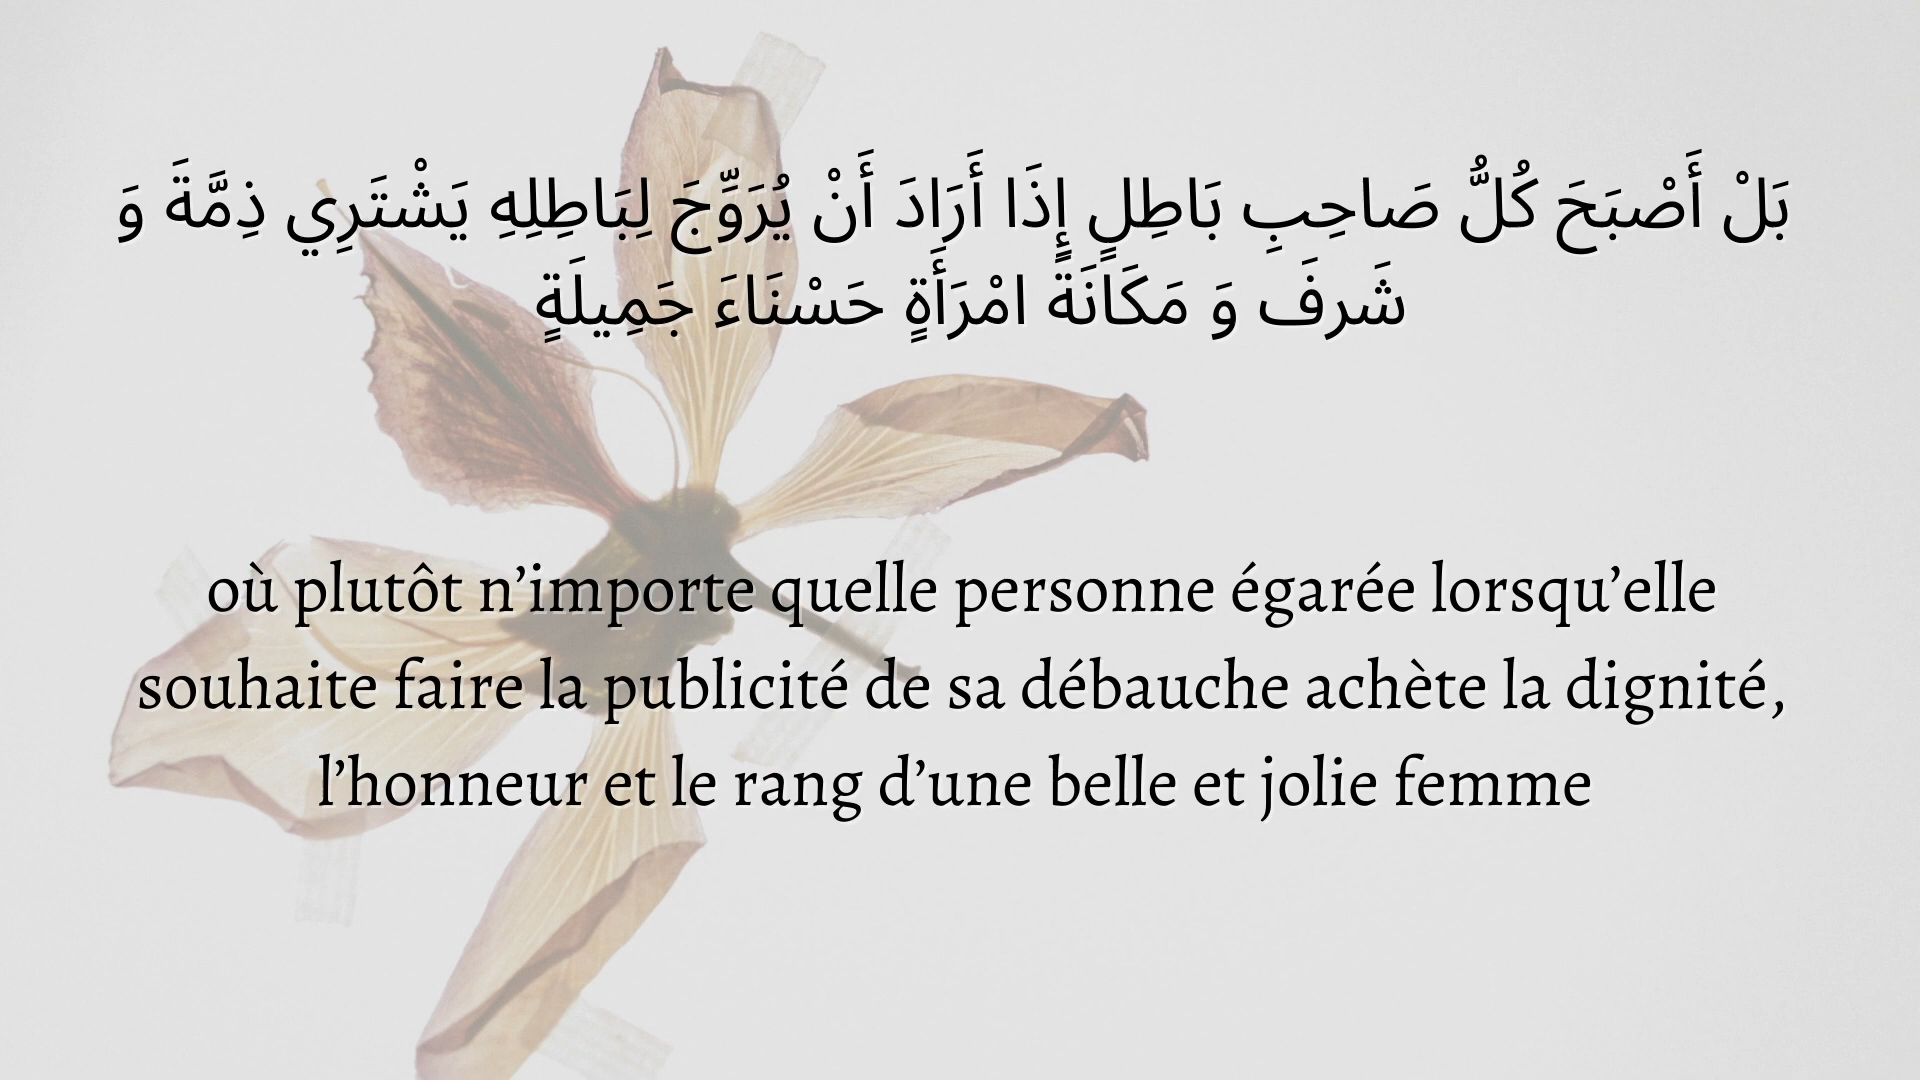 بَلْ أَصْبَحَ كُلُّ صَاحِبِ بَاطِلٍ إِذَا أَرَادَ أَنْ يُرَوِّجَ لِبَاطِلِهِ يَشْتَرِي ذِمَّةَ وَ
شَرفَ وَ مَكَانَةَ امْرَأَةٍ حَسْنَاءَ جَمِيلَةٍ
où plutôt n’importe quelle personne égarée lorsqu’elle
souhaite faire la publicité de sa débauche achète la dignité,
l’honneur et le rang d’une belle et jolie femme